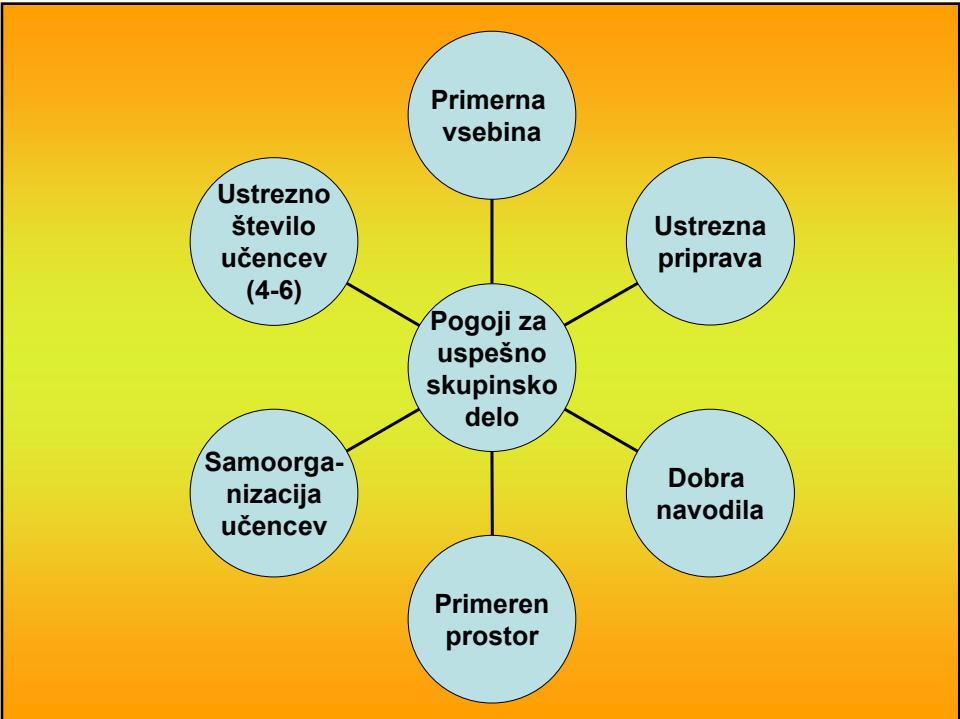 Primerna
vsebina
Ustrezno
število
učencev
(4-6)
Ustrezna
priprava
Pogoji za
uspešno
skupinsko
delo
Samoorga-
nizacija
učencev
Dobra
navodila
Primeren
prostor